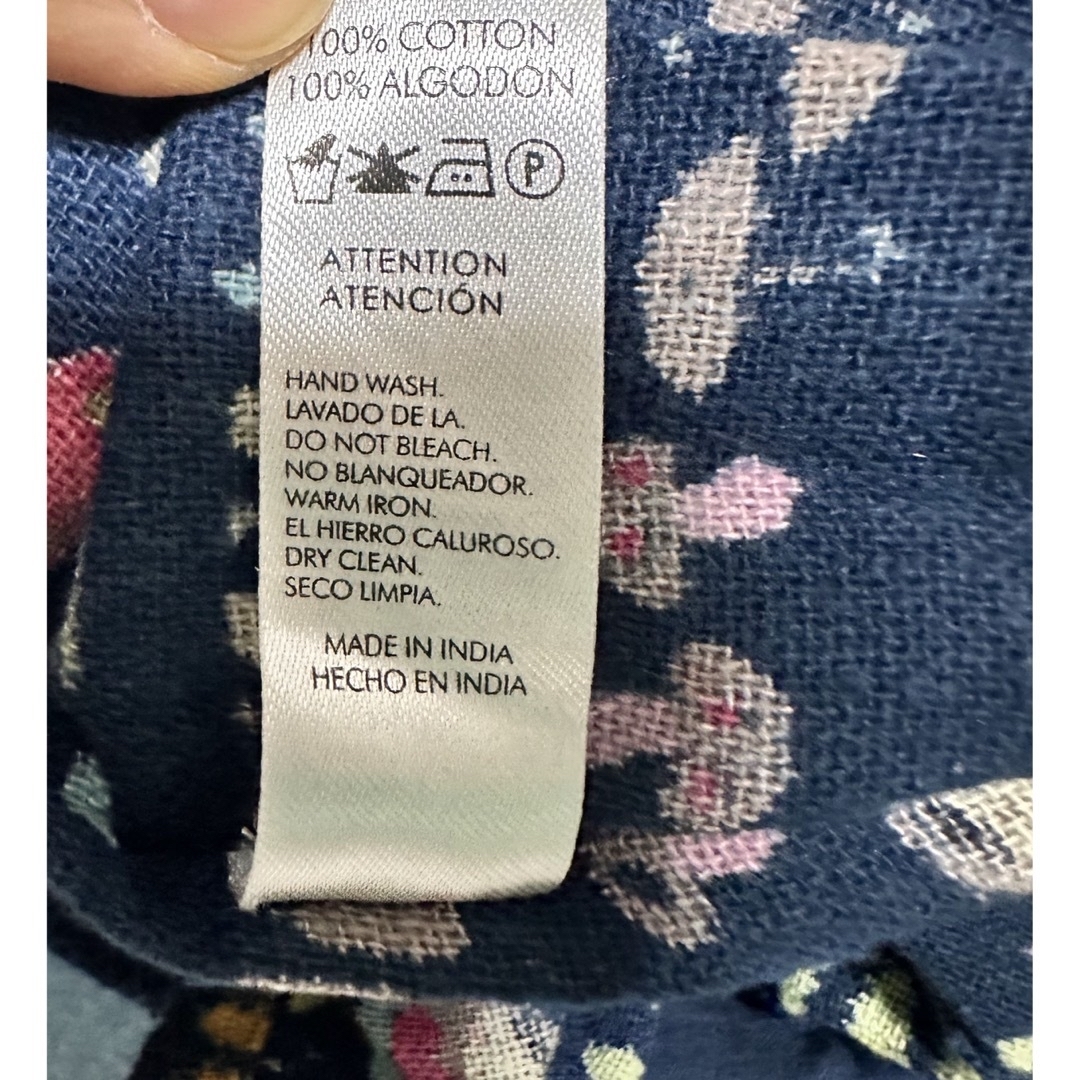 100% COTTON
100% ALGODÓN
P
ATTENTION
ATENCIÓN
HAND WASH.
LAVADO DE LA.
DO NOT BLEACH.
NO BLANQUEADOR.
WARM IRON.
EL HIERRO CALUROSO.
DRY CLEAN.
SECO LIMPIA.
MADE IN INDIA
HECHO EN INDIA